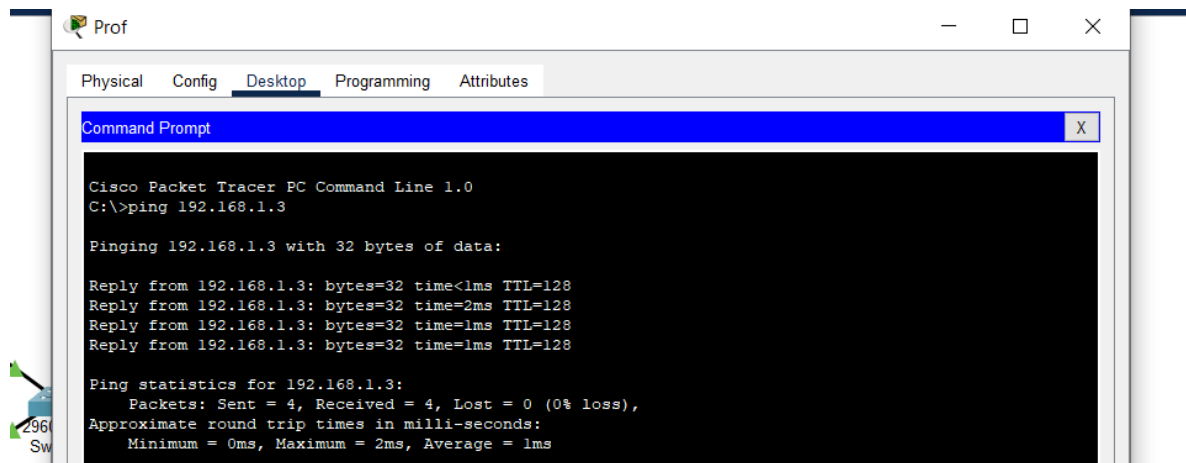 Prof
Physical Config Desktop Programming Attributes
Command Prompt X
Cisco Packet Tracer PC Command Line 1.0
C:\>ping 192.168.1.3
Pinging 192.168.1.3 with 32 bytes of data:
Reply from 192.168.1.3: bytes=32 time<1ms TTL=128
Reply from 192.168.1.3: bytes=32 time=2ms TTL=128
Reply from 192.168.1.3: bytes=32 time=1ms TTL=128
Reply from 192.168.1.3: bytes=32 time=1ms TTL=128
Ping statistics for 192.168.1.3:
Packets: Sent = 4, Received = 4, Lost = 0 (0% loss),
Approximate round trip times in milli-seconds:
Minimum = 0ms, Maximum = 2ms, Average = 1ms
296
Sw